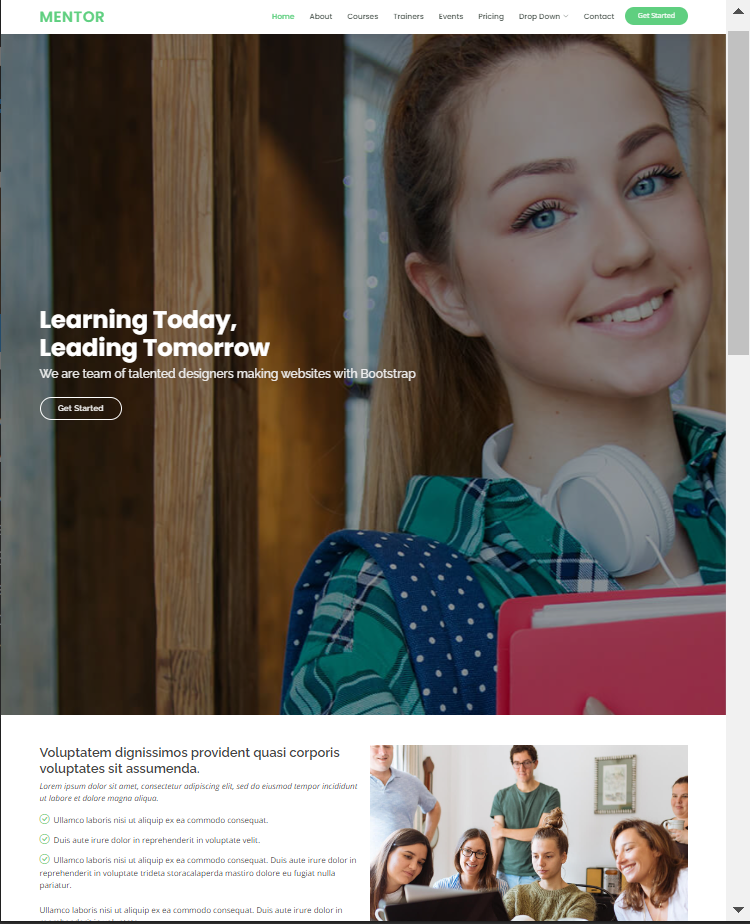 MENTOR
Home About Courses Trainers Events Pricing Drop Down Contact Get Started
Learning Today,
Leading Tomorrow
We are team of talented designers making websites with Bootstrap
Get Started
Voluptatem dignissimos provident quasi corporis
voluptates sit assumenda.
Lorem ipsum dolor sit amet, consectetur adipiscing elit, sed do eiusmod tempor incididunt
ut labore et dolore magna aliqua.
Ullamco laboris nisi ut aliquip ex ea commodo consequat.
Duis aute irure dolor in reprehenderit in voluptate velit.
Ullamco laboris nisi ut aliquip ex ea commodo consequat. Duis aute irure dolor in
reprehenderit in voluptate trideta storacalaperda mastiro dolore eu fugiat nulla
pariatur.
Ullamco laboris nisi ut aliquip ex ea commodo consequat. Duis aute irure dolor in